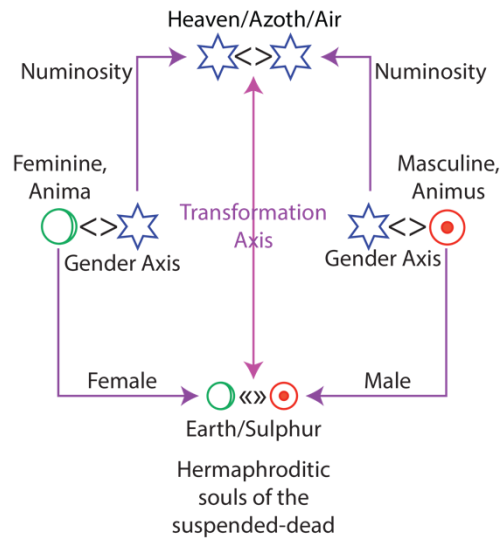 Heaven/Azoth/Air
<>
Numinosity
Numinosity
Feminine,
Anima
Masculine,
Animus
<>
<>
Transformation
Axis
Gender Axis
Gender Axis
Female
Male
«»
Earth/Sulphur
Hermaphroditic
souls of the
suspended-dead